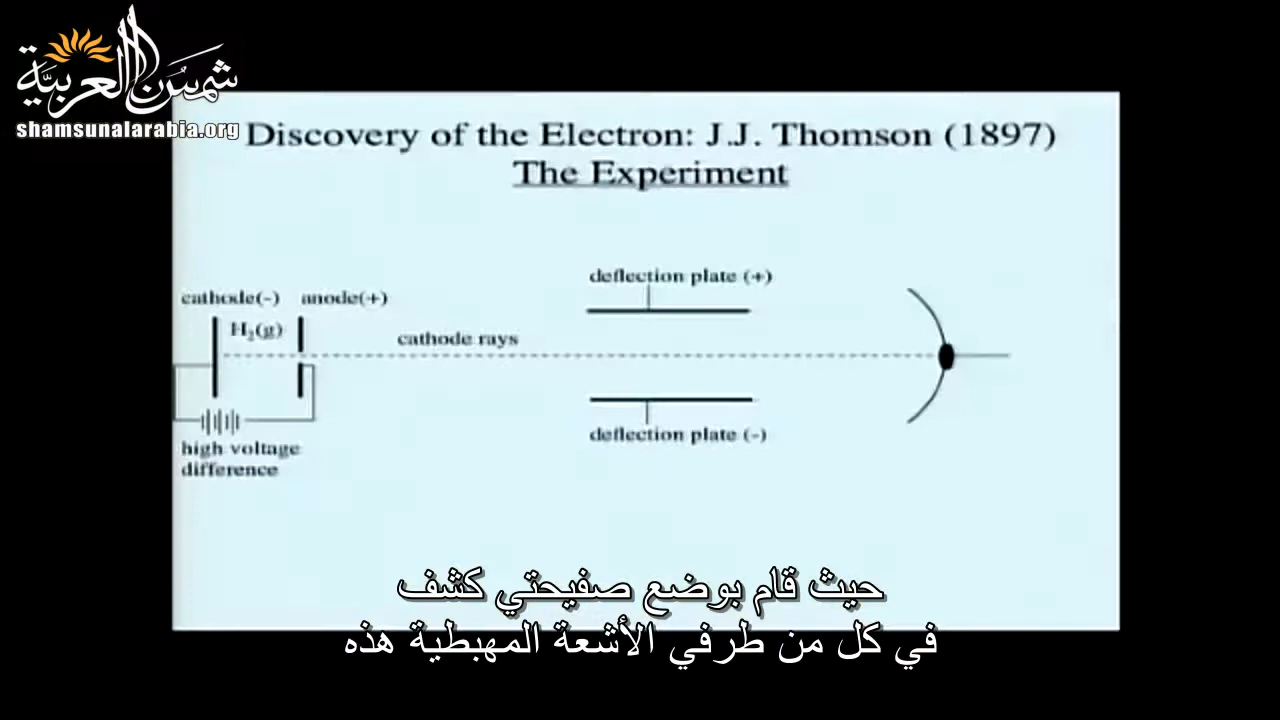 شمس العربية
shamsunalarabia.org
Discovery of the Electron: J.J. Thomson (1897)
The Experiment
deflection plate (+)
cathode(-) anode(+)
H₂(g)
cathode rays
deflection plate (-)
high voltage
difference
حيث قام بوضع صفيحتي كشف
في كل من طرفي الأشعة المهبطية هذه